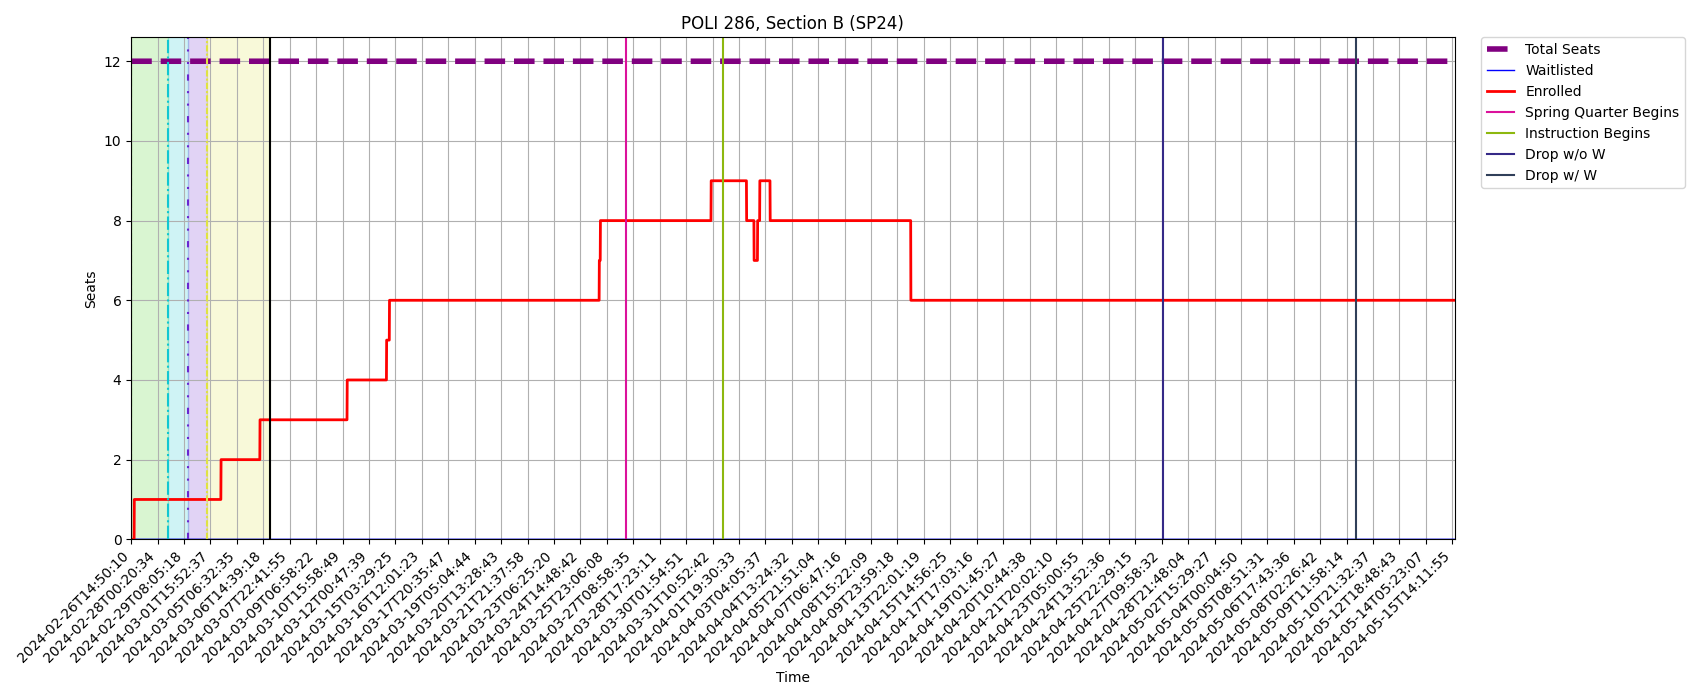 POLI 286, Section B (SP24)
Total Seats
Waitlisted
Enrolled
Spring Quarter Begins
Instruction Begins
Drop w/o W
Drop w/ W
Seats
12
10
8
6
4
2
0
2024-02-26T14:50:10
2024-02-28T00:20:34
2024-02-29T08:05:18
2024-03-01T15:52:37
2024-03-05T06:32:35
2024-03-06T14:39:18
2024-03-07T22:41:55
2024-03-09T06:58:22
2024-03-10T15:58:49
2024-03-12T00:47:39
2024-03-15T03:29:25
2024-03-16T12:01:23
2024-03-17T20:35:47
2024-03-19T05:04:44
2024-03-20T13:28:43
2024-03-21T21:37:58
2024-03-23T06:25:20
2024-03-24T14:48:42
2024-03-25T23:06:08
2024-03-27T08:58:35
2024-03-28T17:23:11
2024-03-30T01:54:51
2024-03-31T10:52:42
2024-04-01T19:30:33
2024-04-03T04:05:37
2024-04-04T13:24:32
2024-04-05T21:51:04
2024-04-07T06:47:16
2024-04-08T15:22:09
2024-04-09T23:59:18
2024-04-13T22:01:19
2024-04-15T14:56:25
2024-04-17T17:03:16
2024-04-19T01:45:27
2024-04-20T10:44:38
2024-04-21T20:02:10
2024-04-23T05:00:55
2024-04-24T13:52:36
2024-04-25T22:29:15
2024-04-27T09:58:32
2024-04-28T21:48:04
2024-05-02T15:29:27
2024-05-04T00:04:50
2024-05-05T08:51:31
2024-05-06T17:43:36
2024-05-08T02:26:42
2024-05-09T11:58:14
2024-05-10T21:32:37
2024-05-12T18:48:43
2024-05-14T05:23:07
2024-05-15T14:11:55
Time